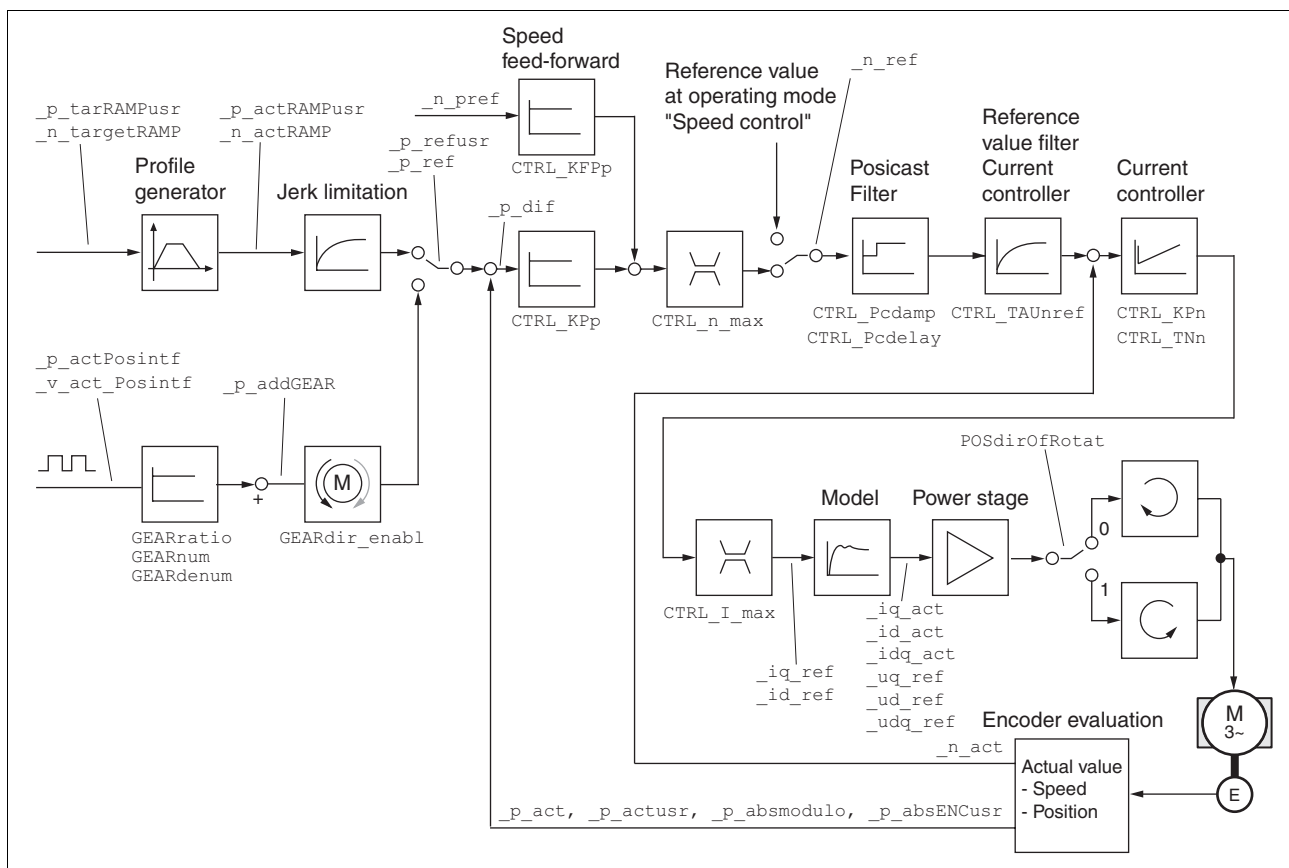 Speed
feed-forward
_n_pref
CTRL_KFPp
Reference value
at operating mode
"Speed control"
_n_ref
_p_tarRAMPusr
_n_targetRAMP
_p_actRAMPusr
_n_actRAMP
_p_refusr
_p_ref
Profile
generator
Jerk limitation
_p_dif
CTRL_KPp
CTRL_n_max
Posicast
Filter
CTRL_Pcdamp
CTRL_Pcdelay
Reference
value filter
Current
controller
CTRL_TAUnref
Current
controller
CTRL_KPn
CTRL_TNn
_p_actPosintf
_v_act_Posintf
_p_addGEAR
+
M
GEARratio
GEARnum
GEARdenum
GEARdir_enabl
POSdirOfRotat
Model
Power stage
0
1
CTRL_I_max
_iq_ref
_id_ref
_iq_act
_id_act
_idq_act
_uq_ref
_ud_ref
_udq_ref
M
3~
E
Encoder evaluation
_n_act
Actual value
- Speed
- Position
_p_act, _p_actusr, _p_absmodulo, _p_absENCusr